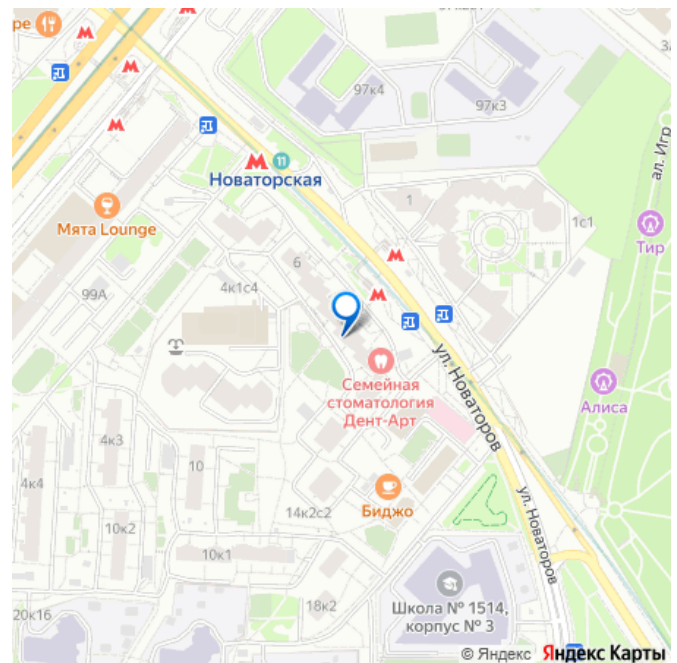 ре
97к4
97к3
ал. Игр
11
Новаторская
1
1с1
Мята Lounge
Тир
6
4к1с4
99А
Семейная
стоматология
Дент-Арт
ул. Новаторов
Алиса
4к3
10
4к4
Биджо
14к2с2
10к2
ул. Новаторов
10к1
18к2
Школа № 1514,
корпус № 3
20к16
© Яндекс Яндекс Карты